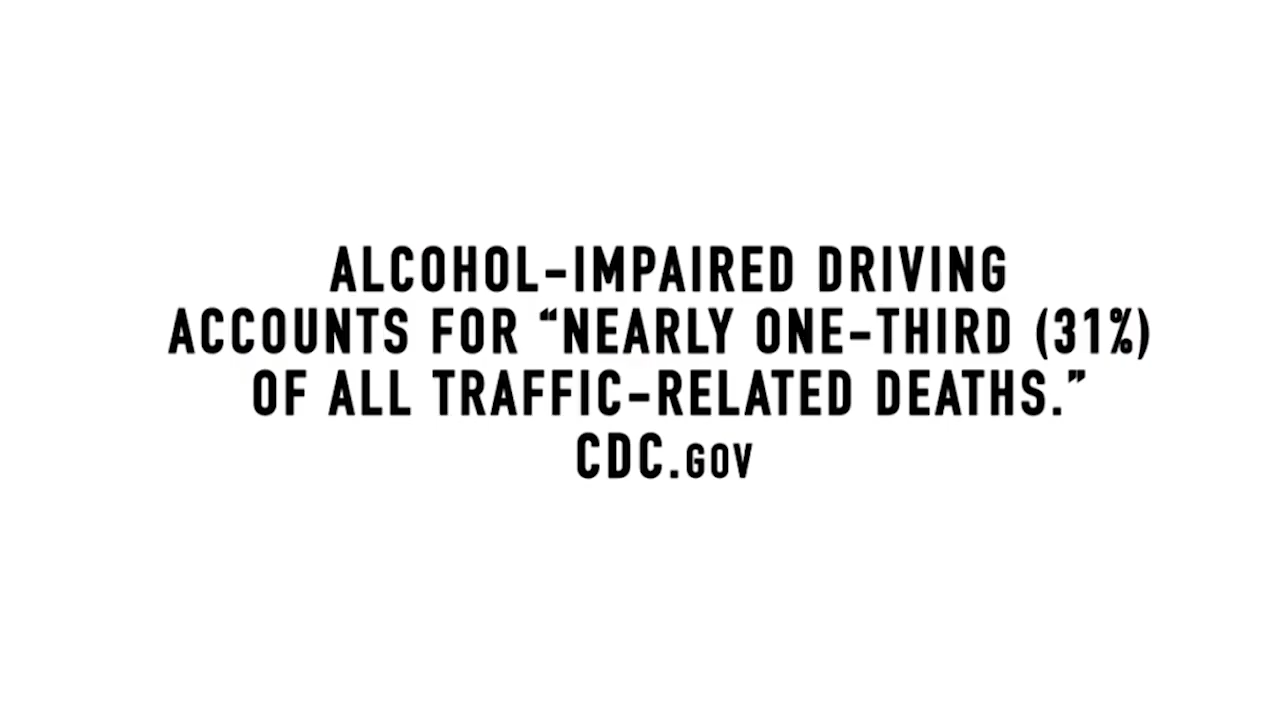 ALCOHOL-IMPAIRED DRIVING
ACCOUNTS FOR “NEARLY ONE-THIRD (31%)
OF ALL TRAFFIC-RELATED DEATHS.”
CDC.GOV